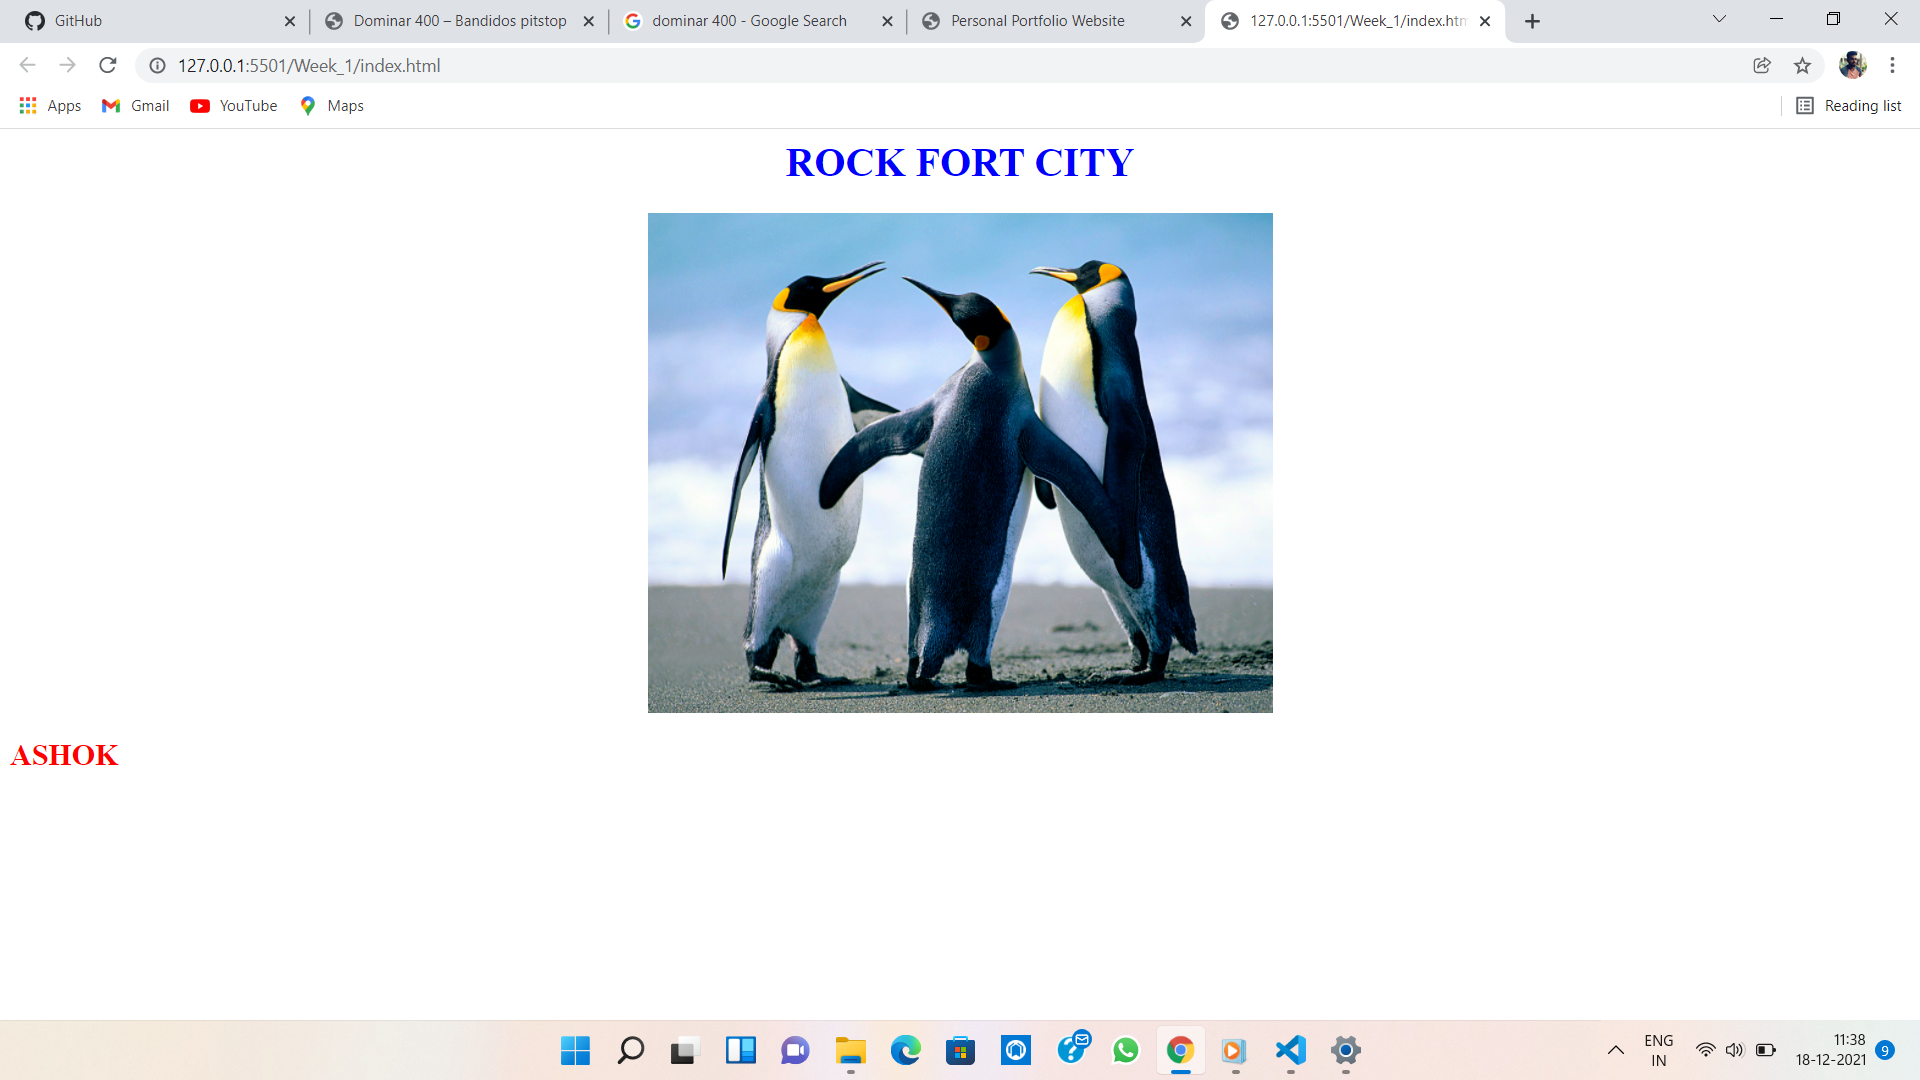 GitHub
Dominar 400 – Bandidos pitstop
dominar 400 - Google Search
Personal Portfolio Website
127.0.0.1:5501/Week_1/index.htm
127.0.0.1:5501/Week_1/index.html
Apps
Gmail
YouTube
Maps
Reading list
ROCK FORT CITY
ASHOK
ENG
IN
11:38
18-12-2021
9